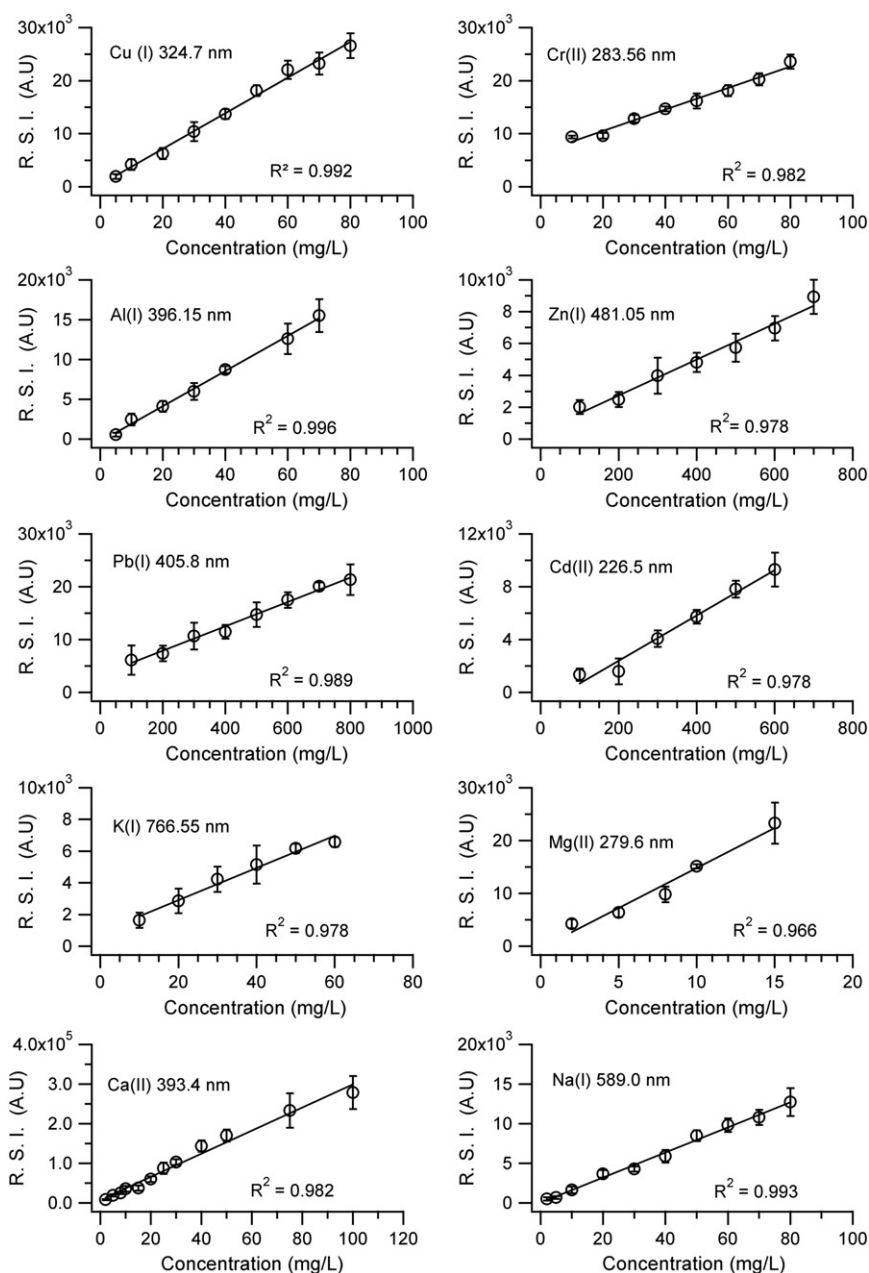 30x10³
20
10
0
R. S. I. (A.U)
Cu (I) 324.7 nm
R² = 0.992
0 20 40 60 80 100
Concentration (mg/L)
30x10³
20
10
0
R. S. I. (A.U)
Cr(II) 283.56 nm
R² = 0.982
0 20 40 60 80 100
Concentration (mg/L)
20x10³
15
10
5
0
R. S. I. (A.U)
Al(I) 396.15 nm
R² = 0.996
0 20 40 60 80 100
Concentration (mg/L)
10x10³
8
6
4
2
0
R. S. I. (A.U)
Zn(I) 481.05 nm
R² = 0.978
0 200 400 600 800
Concentration (mg/L)
30x10³
20
10
0
R. S. I. (A.U)
Pb(I) 405.8 nm
R² = 0.989
0 200 400 600 800 1000
Concentration (mg/L)
12x10³
8
4
0
R. S. I. (A.U)
Cd(II) 226.5 nm
R² = 0.978
0 200 400 600 800
Concentration (mg/L)
10x10³
8
6
4
2
0
R. S. I. (A.U)
K(I) 766.55 nm
R² = 0.978
0 20 40 60 80
Concentration (mg/L)
30x10³
20
10
0
R. S. I. (A.U)
Mg(II) 279.6 nm
R² = 0.966
0 5 10 15 20
Concentration (mg/L)
4.0x10⁵
3.0
2.0
1.0
0.0
R. S. I. (A.U)
Ca(II) 393.4 nm
R² = 0.982
0 20 40 60 80 100 120
Concentration (mg/L)
20x10³
15
10
5
0
R. S. I. (A.U)
Na(I) 589.0 nm
R² = 0.993
0 20 40 60 80 100
Concentration (mg/L)